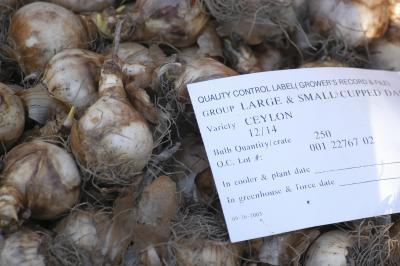 QUALITY CONTROL LABEL( GROWER'S RECORD & FILE)
GROUP LARGE & SMALL CUPPED DA
Variety CEYLON
12/14
Bulb Quantity/crate 250
Q.C. Lot #: 001 22767 02
In cooler & plant date
In greenhouse & force date